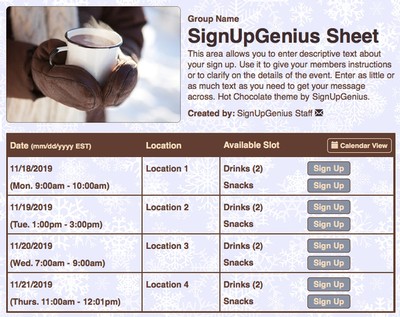 Group Name
SignUpGenius Sheet
This area allows you to enter descriptive text about
your sign up. Use it to give your members instructions
or to clarify on the details of the event. Enter as little or
as much text as you need to get your message
across. Hot Chocolate theme by SignUpGenius.
Created by: SignUpGenius Staff
Date (mm/dd/yyyy EST) Location Available Slot Calendar View
11/18/2019 Location 1 Drinks (2) Sign Up
(Mon. 9:00am - 10:00am) Snacks Sign Up
11/19/2019 Location 2 Drinks (2) Sign Up
(Tue. 1:00pm - 3:00pm) Snacks Sign Up
11/20/2019 Location 3 Drinks (2) Sign Up
(Wed. 7:00am - 9:00am) Snacks Sign Up
11/21/2019 Location 4 Drinks (2) Sign Up
(Thurs. 11:00am - 12:01pm) Snacks Sign Up